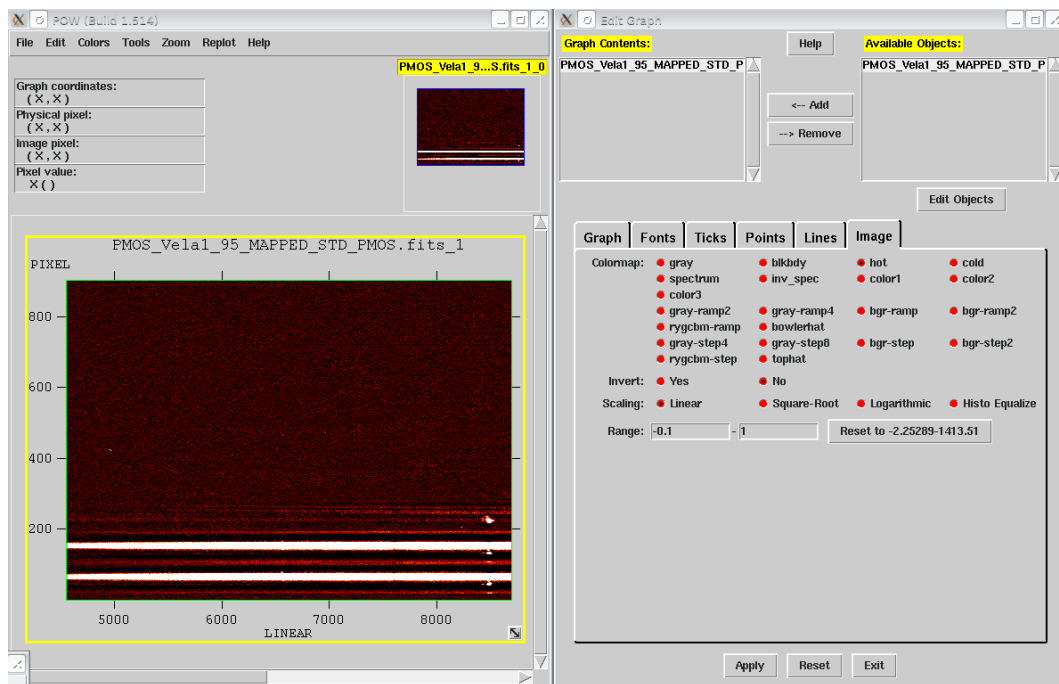 POW (Build 1.514)
File Edit Colors Tools Zoom Replot Help
PMOS_Vela1_9...S.fits_1_0
Graph coordinates:
(X,X)
Physical pixel:
(X,X)
Image pixel:
(X,X)
Pixel value:
X()
PMOS_Vela1_95_MAPPED_STD_PMOS.fits_1
PIXEL
800
600
400
200
5000 6000 7000 8000
LINEAR
Edit Graph
Graph Contents: Help Available Objects:
PMOS_Vela1_95_MAPPED_STD_P PMOS_Vela1_95_MAPPED_STD_P
<-- Add
--> Remove
Edit Objects
Graph Fonts Ticks Points Lines Image
Colormap: gray blkbdy hot cold
spectrum inv_spec color1 color2
color3
gray-ramp2 gray-ramp4 bgr-ramp bgr-ramp2
rygcbm-ramp bowlerhat
gray-step4 gray-step8 bgr-step bgr-step2
rygcbm-step tophat
Invert: Yes No
Scaling: Linear Square-Root Logarithmic Histo Equalize
Range: -0.1 - 1 Reset to -2.25289-1413.51
Apply Reset Exit